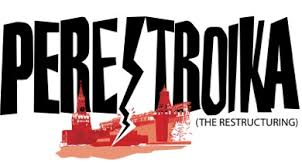 PERESTROIKA
(THE RESTRUCTURING)